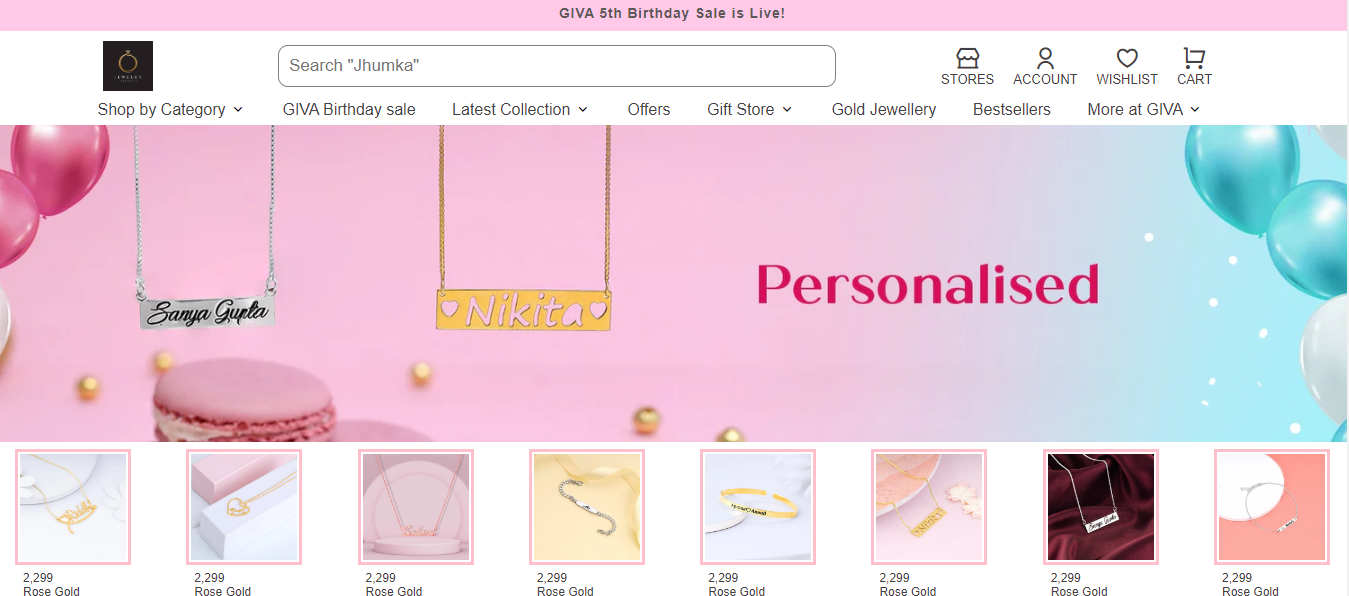 GIVA 5th Birthday Sale is Live!
JEWELRY
Search "Jhumka"
STORES ACCOUNT WISHLIST CART
Shop by Category GIVA Birthday sale Latest Collection Offers Gift Store Gold Jewellery Bestsellers More at GIVA
Sanya Gupta
Nikita
Personalised
2,299 2,299 2,299 2,299 2,299 2,299 2,299 2,299
Rose Gold Rose Gold Rose Gold Rose Gold Rose Gold Rose Gold Rose Gold Rose Gold